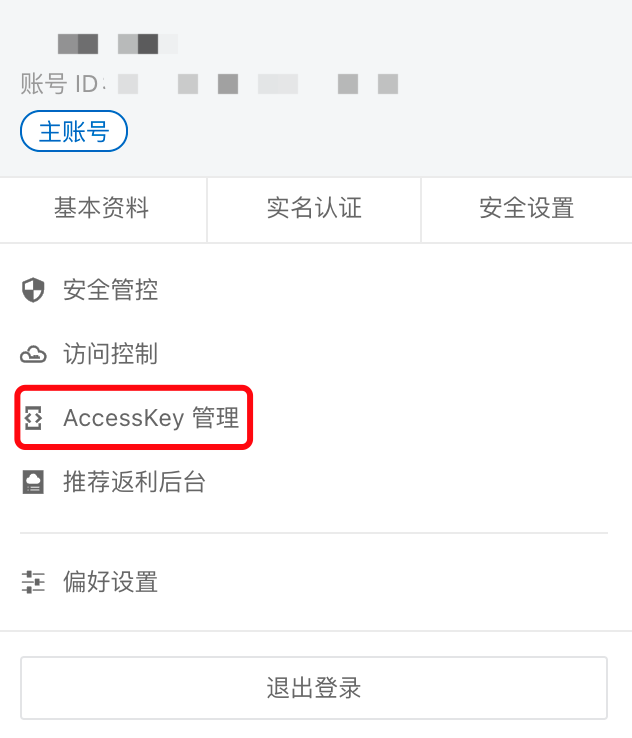 账号 ID:
主账号
基本资料
实名认证
安全设置
安全管控
访问控制
AccessKey 管理
推荐返利后台
偏好设置
退出登录